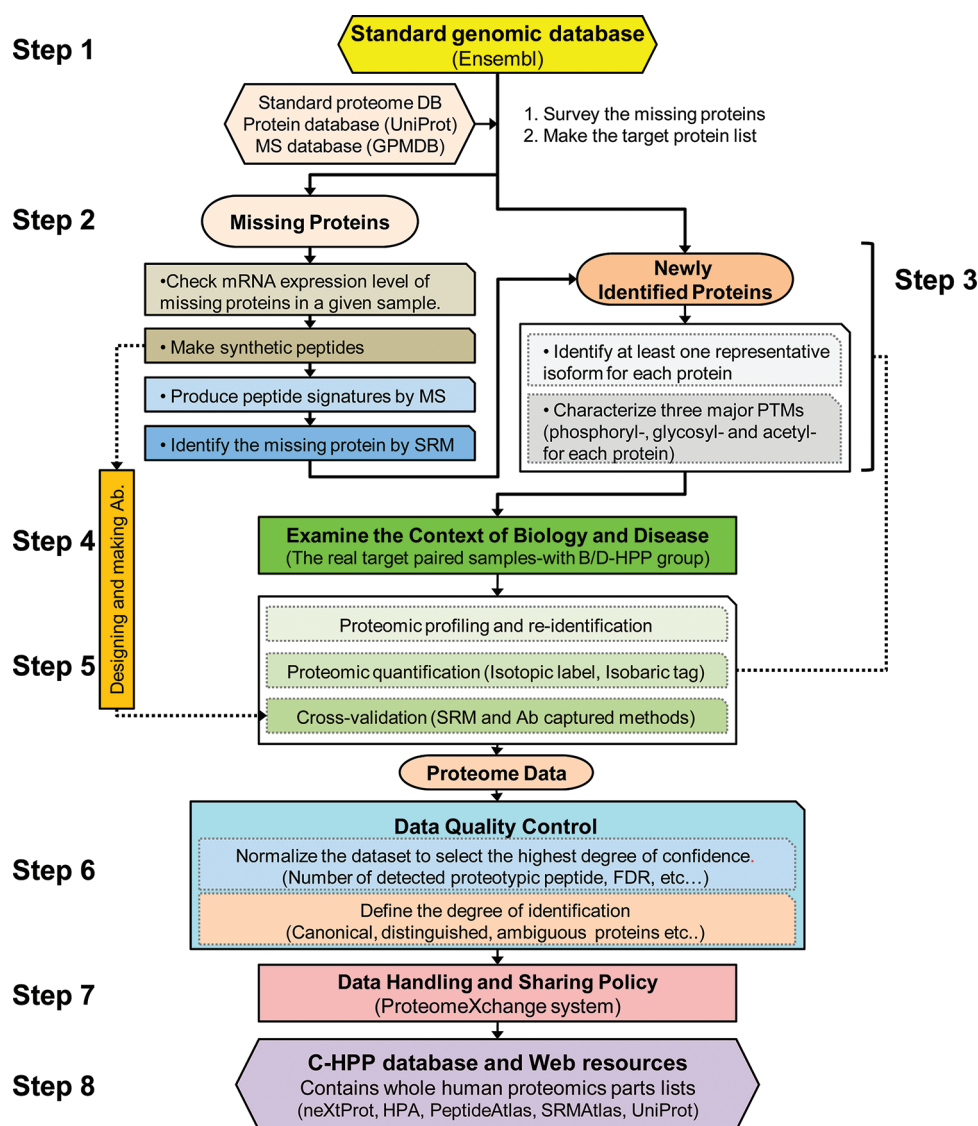 Step 1
Standard genomic database
(Ensembl)
Standard proteome DB
Protein database (UniProt)
MS database (GPMDB)
1. Survey the missing proteins
2. Make the target protein list
Step 2
Missing Proteins
•Check mRNA expression level of
missing proteins in a given sample.
• Make synthetic peptides
• Produce peptide signatures by MS
• Identify the missing protein by SRM
Step 3
Newly
Identified Proteins
• Identify at least one representative
isoform for each protein
• Characterize three major PTMs
(phosphoryl-, glycosyl- and acetyl-
for each protein)
Designing and making Ab.
Step 4
Examine the Context of Biology and Disease
(The real target paired samples-with B/D-HPP group)
Step 5
Proteomic profiling and re-identification
Proteomic quantification (Isotopic label, Isobaric tag)
Cross-validation (SRM and Ab captured methods)
Proteome Data
Step 6
Data Quality Control
Normalize the dataset to select the highest degree of confidence.
(Number of detected proteotypic peptide, FDR, etc…)
Define the degree of identification
(Canonical, distinguished, ambiguous proteins etc..)
Step 7
Data Handling and Sharing Policy
(ProteomeXchange system)
Step 8
C-HPP database and Web resources
Contains whole human proteomics parts lists
(neXtProt, HPA, PeptideAtlas, SRMAtlas, UniProt)